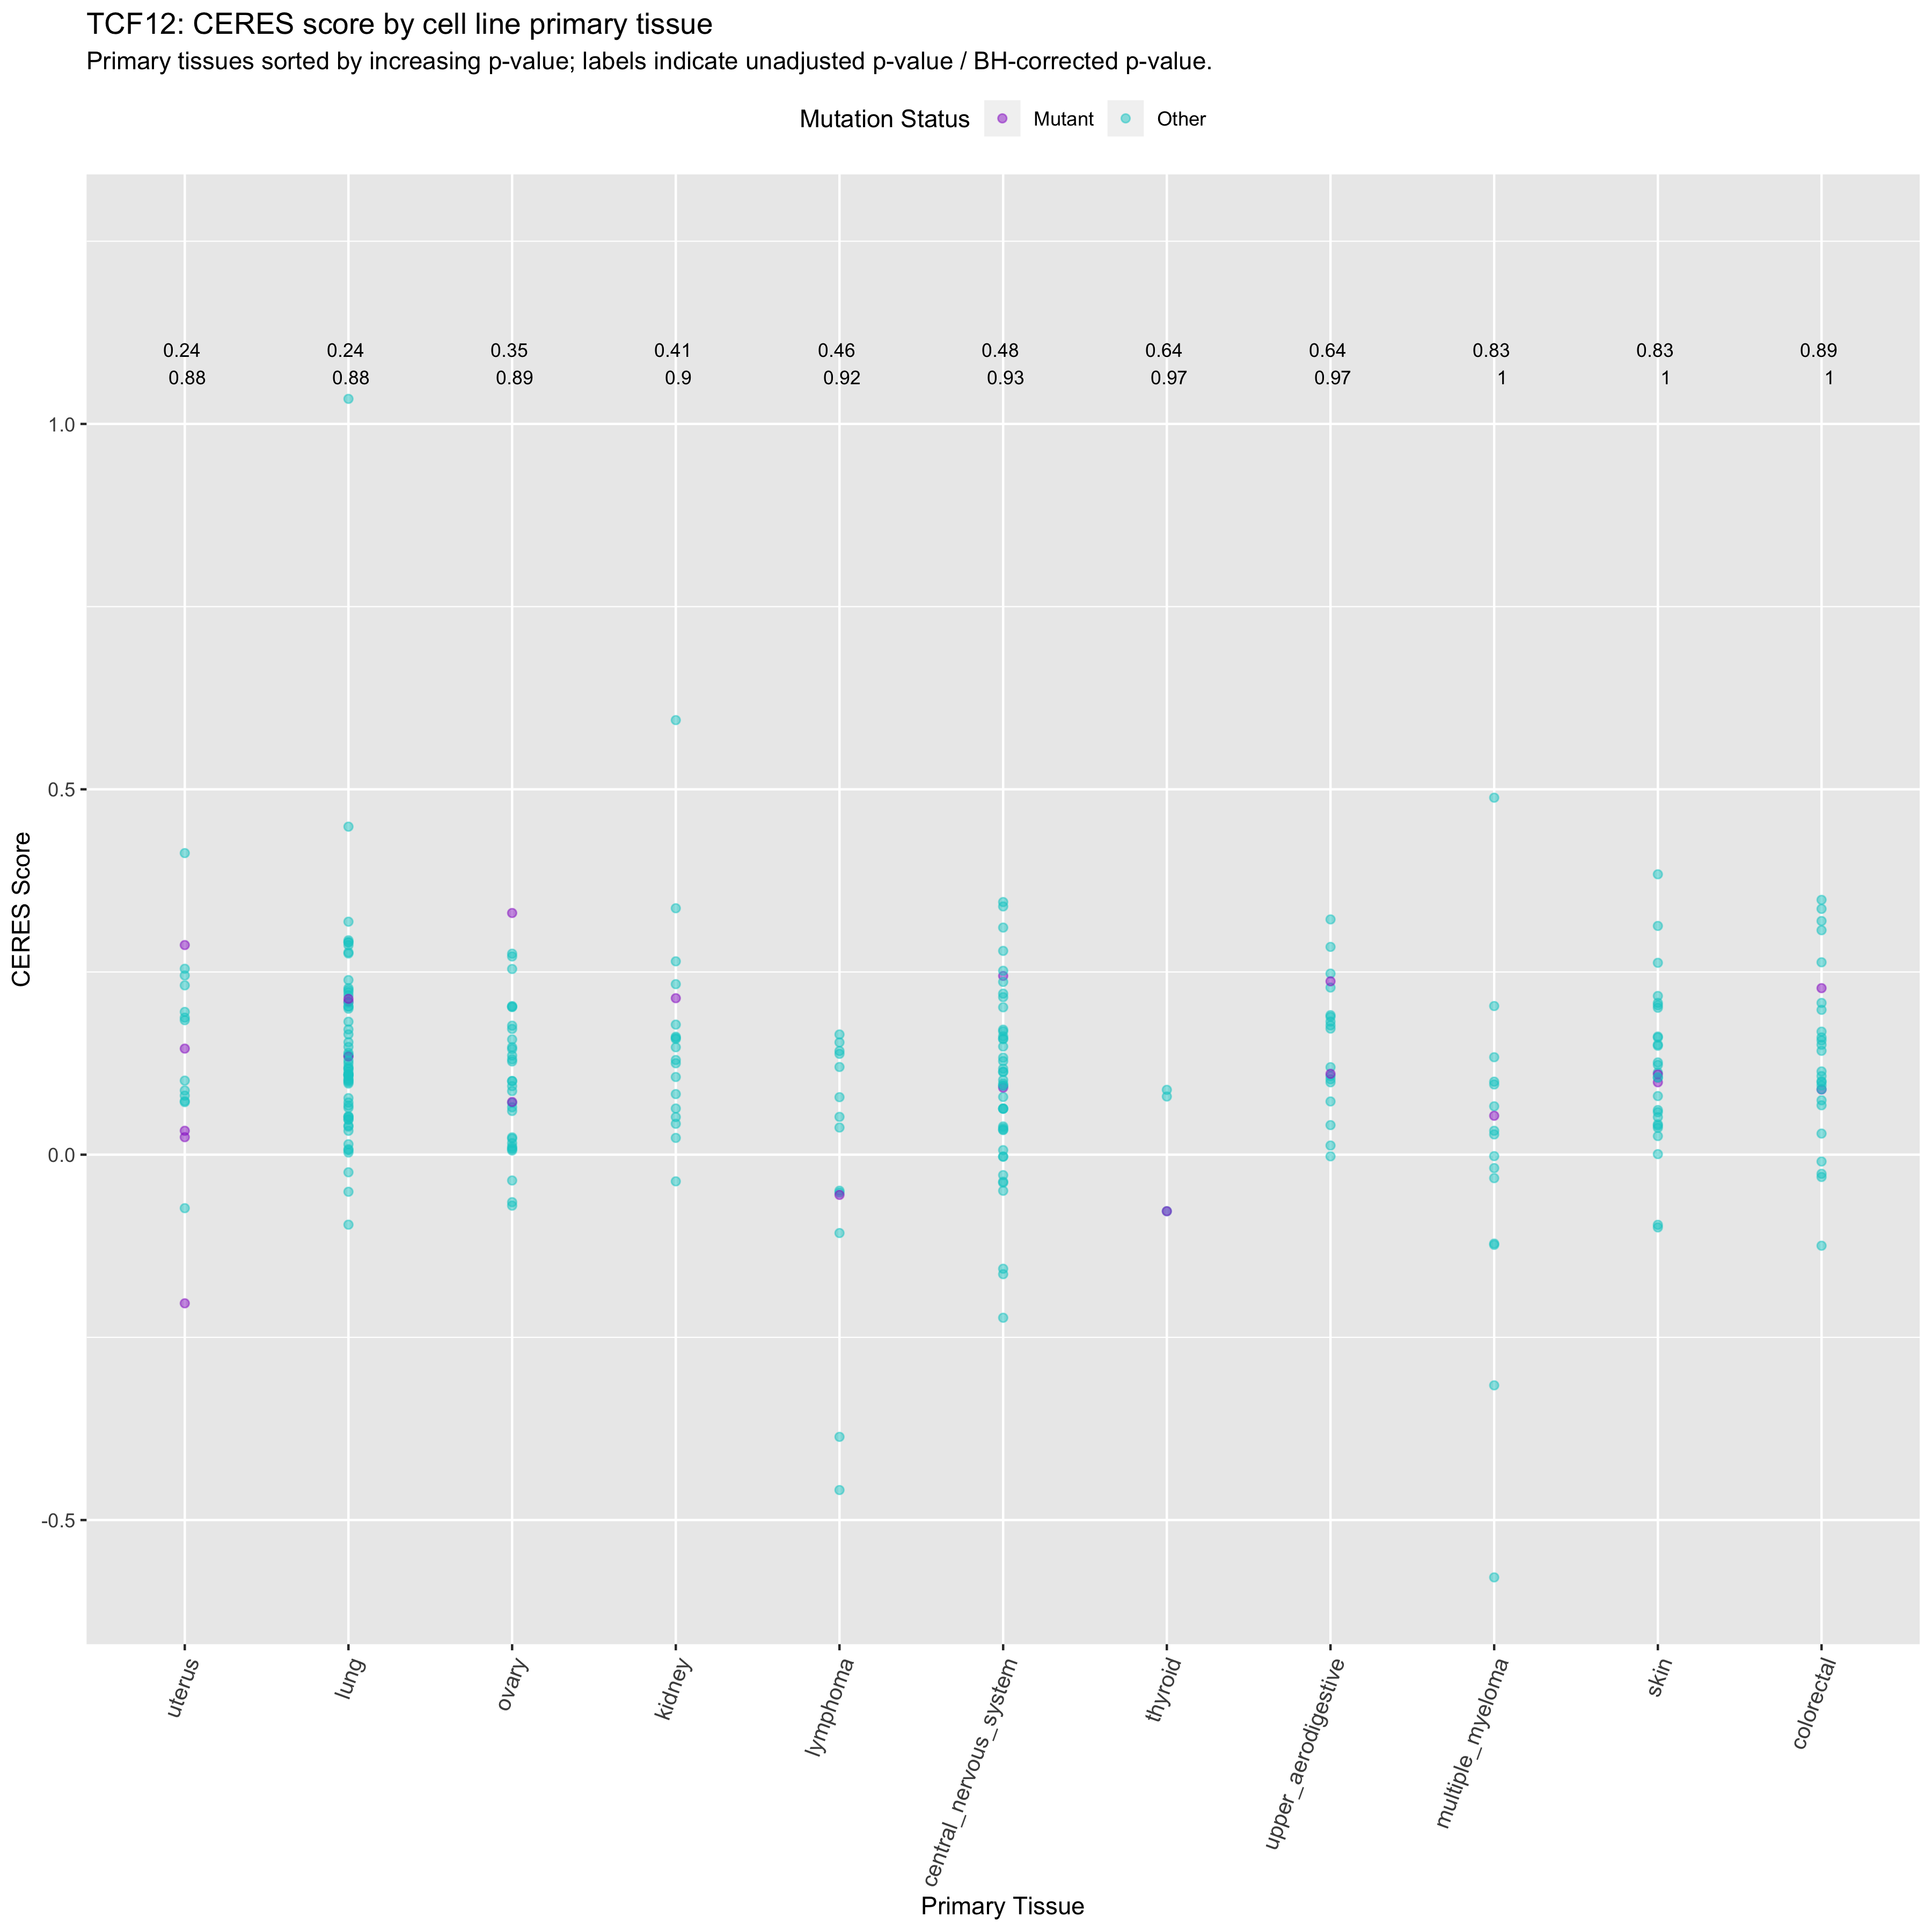 TCF12: CERES score by cell line primary tissue
Primary tissues sorted by increasing p-value; labels indicate unadjusted p-value / BH-corrected p-value.
Mutation Status Mutant Other
0.24 0.24 0.35 0.41 0.46 0.48 0.64 0.64 0.83 0.83 0.89
0.88 0.88 0.89 0.9 0.92 0.93 0.97 0.97 1 1 1
1.0
0.5
0.0
-0.5
CERES Score
uterus
lung
ovary
kidney
lymphoma
central_nervous_system
thyroid
upper_aerodigestive
multiple_myeloma
skin
colorectal
Primary Tissue